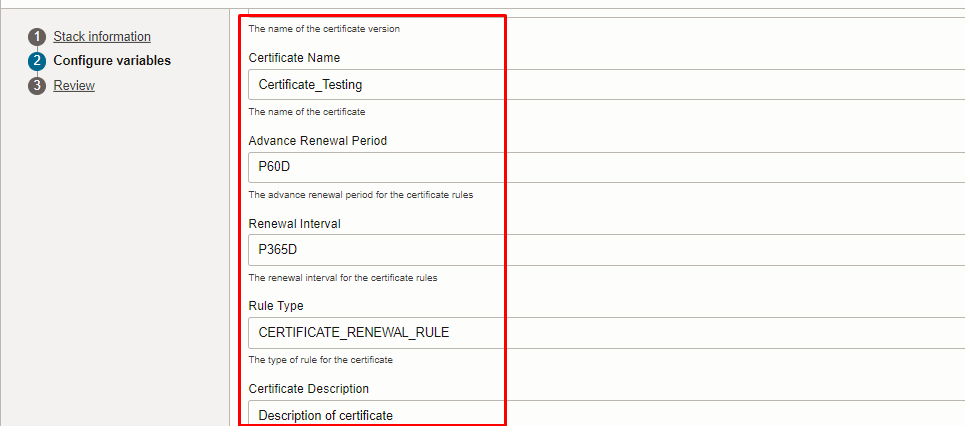 1 Stack information
2 Configure variables
3 Review
The name of the certificate version
Certificate Name
Certificate_Testing
The name of the certificate
Advance Renewal Period
P60D
The advance renewal period for the certificate rules
Renewal Interval
P365D
The renewal interval for the certificate rules
Rule Type
CERTIFICATE_RENEWAL_RULE
The type of rule for the certificate
Certificate Description
Description of certificate